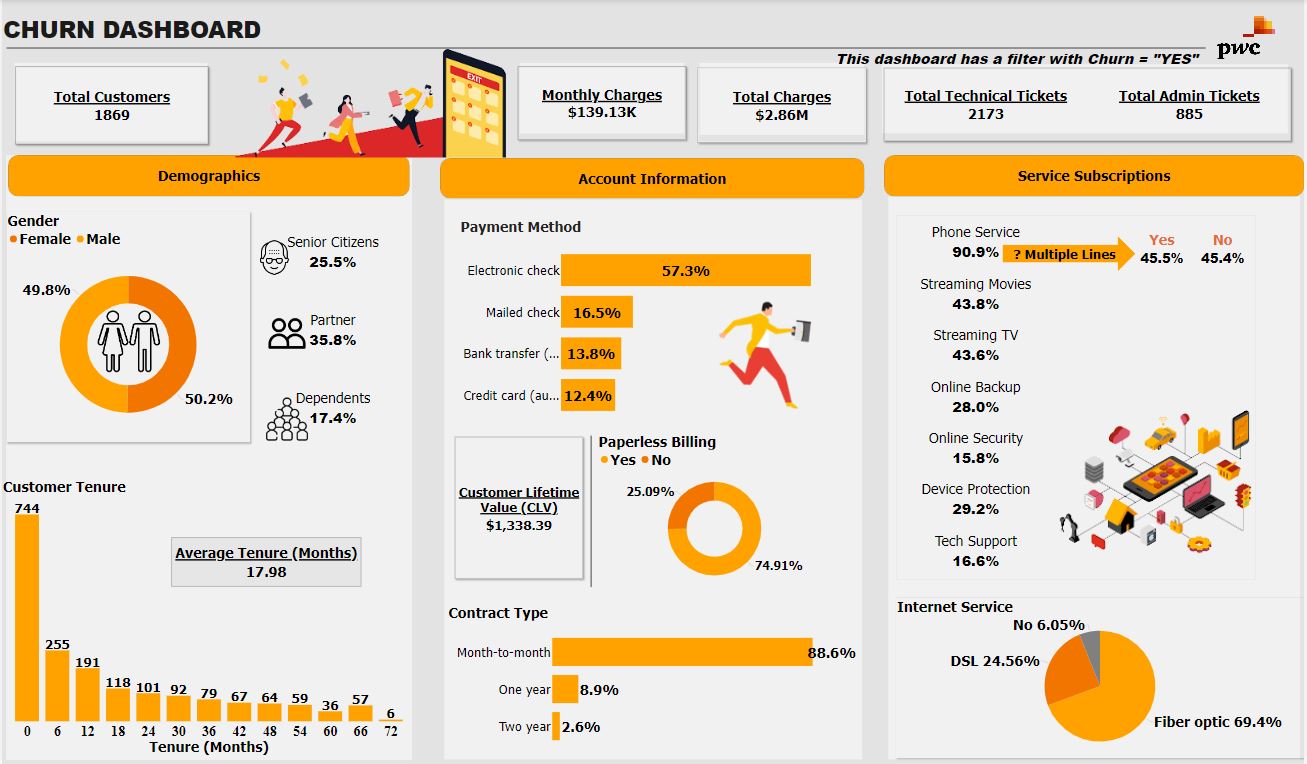 CHURN DASHBOARD
pwc
This dashboard has a filter with Churn = "YES"
Total Customers
1869
EXIT
Monthly Charges
$139.13K
Total Charges
$2.86M
Total Technical Tickets
2173
Total Admin Tickets
885
Demographics
Gender
Female Male
49.8%
50.2%
Senior Citizens
25.5%
Partner
35.8%
Dependents
17.4%
Customer Tenure
744
255
191
118
101
92
79
67
64
59
36
57
6
Average Tenure (Months)
17.98
0 6 12 18 24 30 36 42 48 54 60 66 72
Tenure (Months)
Account Information
Payment Method
Electronic check 57.3%
Mailed check 16.5%
Bank transfer (... 13.8%
Credit card (au... 12.4%
Customer Lifetime
Value (CLV)
$1,338.39
Paperless Billing
Yes No
25.09%
74.91%
Contract Type
Month-to-month 88.6%
One year 8.9%
Two year 2.6%
Service Subscriptions
Phone Service
90.9%
? Multiple Lines
Yes No
45.5% 45.4%
Streaming Movies
43.8%
Streaming TV
43.6%
Online Backup
28.0%
Online Security
15.8%
Device Protection
29.2%
Tech Support
16.6%
Internet Service
No 6.05%
DSL 24.56%
Fiber optic 69.4%